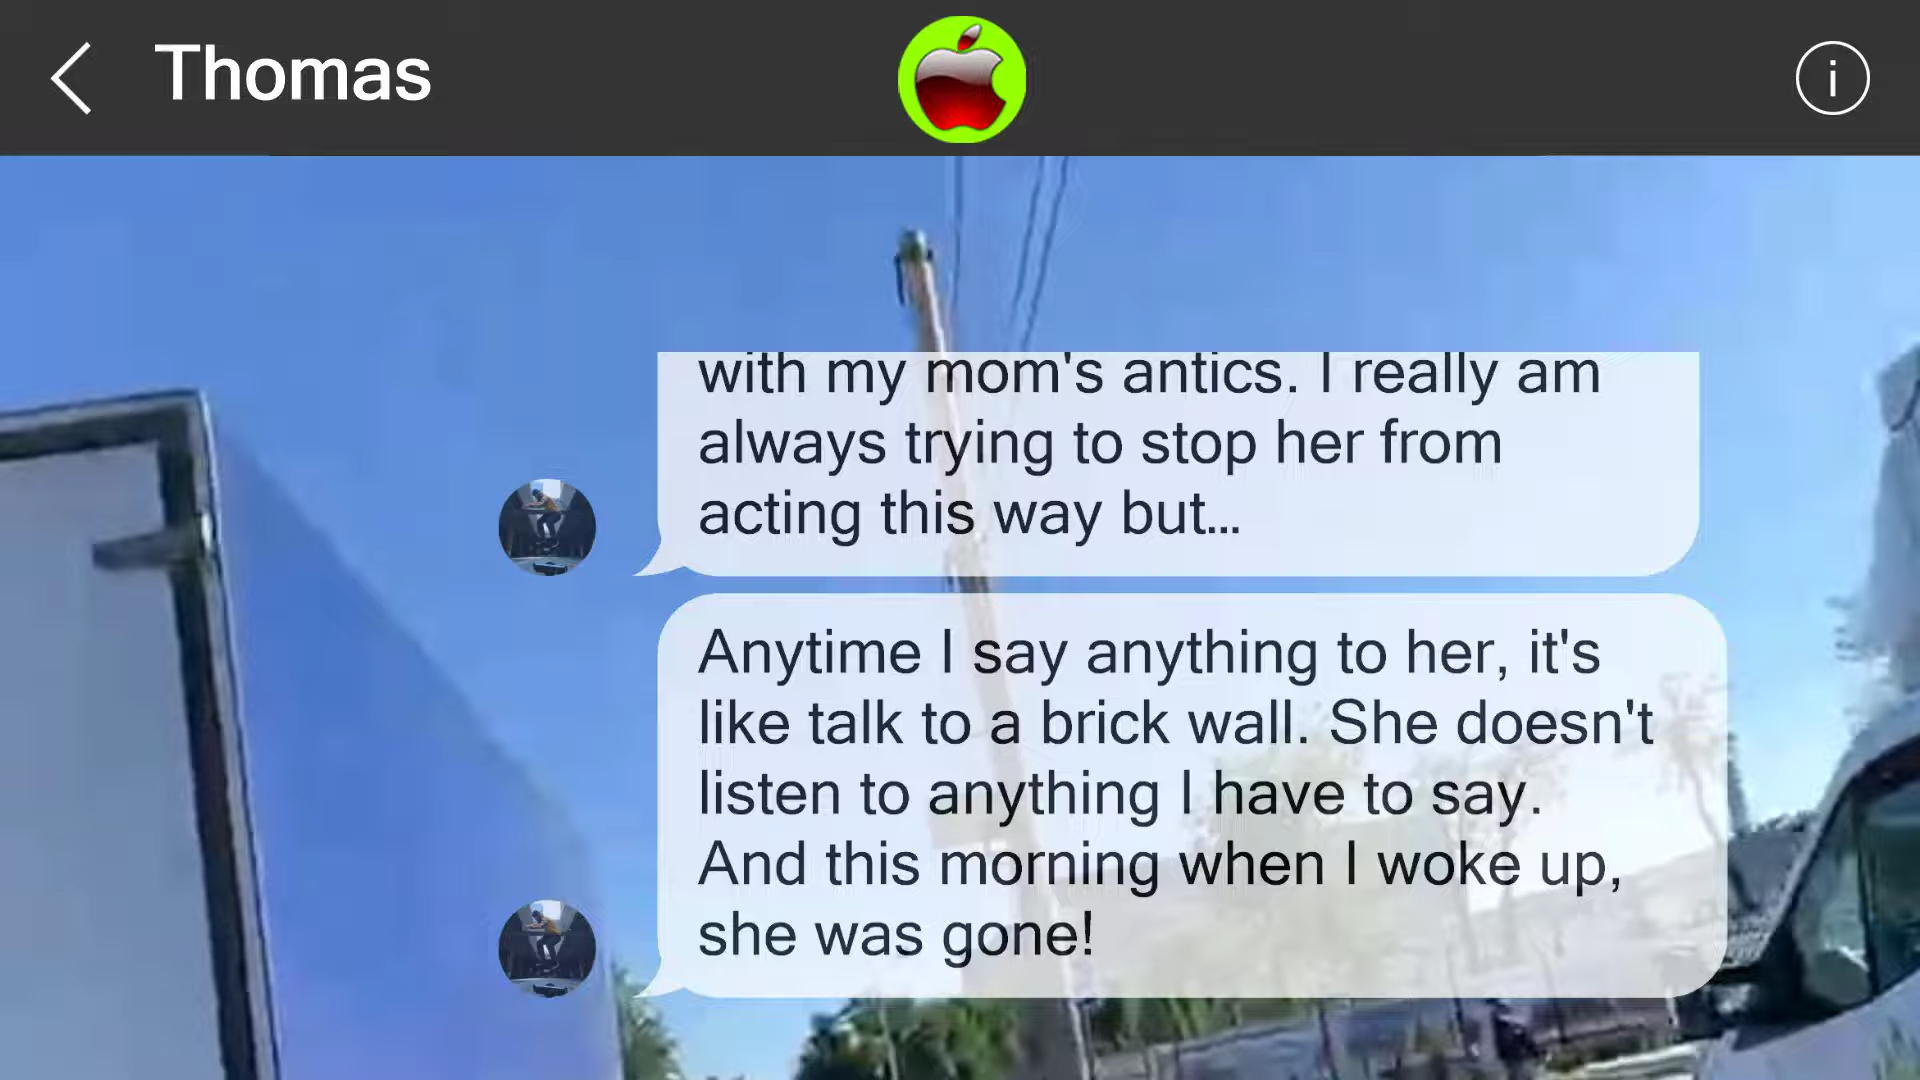 Thomas
with my mom's antics. I really am
always trying to stop her from
acting this way but...
Anytime I say anything to her, it's
like talk to a brick wall. She doesn't
listen to anything I have to say.
And this morning when I woke up,
she was gone!